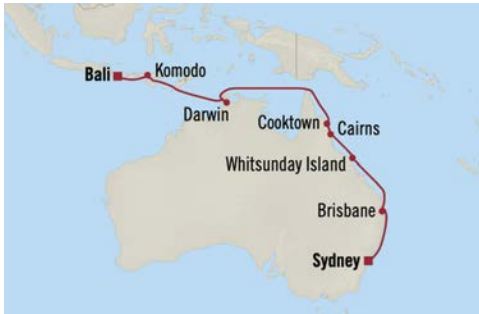 Bali
Komodo
Darwin
Cooktown
Cairns
Whitsunday Island
Brisbane
Sydney